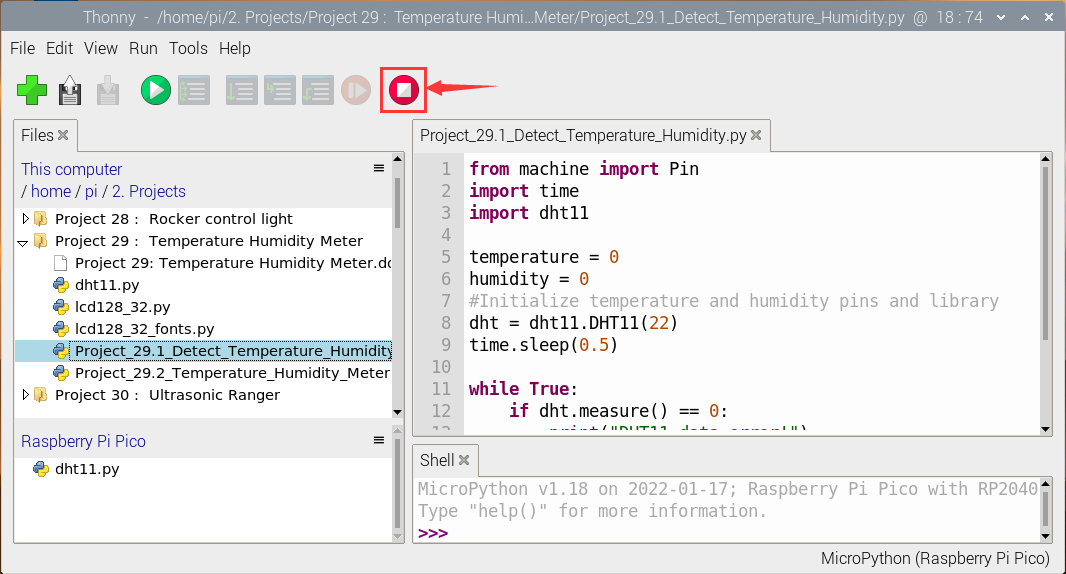 Thonny - /home/pi/2. Projects/Project 29 : Temperature Humi...Meter/Project_29.1_Detect_Temperature_Humidity.py @ 18 : 74
File Edit View Run Tools Help
Files
This computer
/ home / pi / 2. Projects
Project 28 : Rocker control light
Project 29 : Temperature Humidity Meter
Project 29: Temperature Humidity Meter.dc
dht11.py
lcd128_32.py
lcd128_32_fonts.py
Project_29.1_Detect_Temperature_Humidity
Project_29.2_Temperature_Humidity_Meter
Project 30 : Ultrasonic Ranger
Raspberry Pi Pico
dht11.py
Project_29.1_Detect_Temperature_Humidity.py
1 from machine import Pin
2 import time
3 import dht11
4
5 temperature = 0
6 humidity = 0
7 #Initialize temperature and humidity pins and library
8 dht = dht11.DHT11(22)
9 time.sleep(0.5)
10
11 while True:
12     if dht.measure() == 0:
13         print("DHT11 data error!")
Shell
MicroPython v1.18 on 2022-01-17; Raspberry Pi Pico with RP2040
Type "help()" for more information.
>>>
MicroPython (Raspberry Pi Pico)